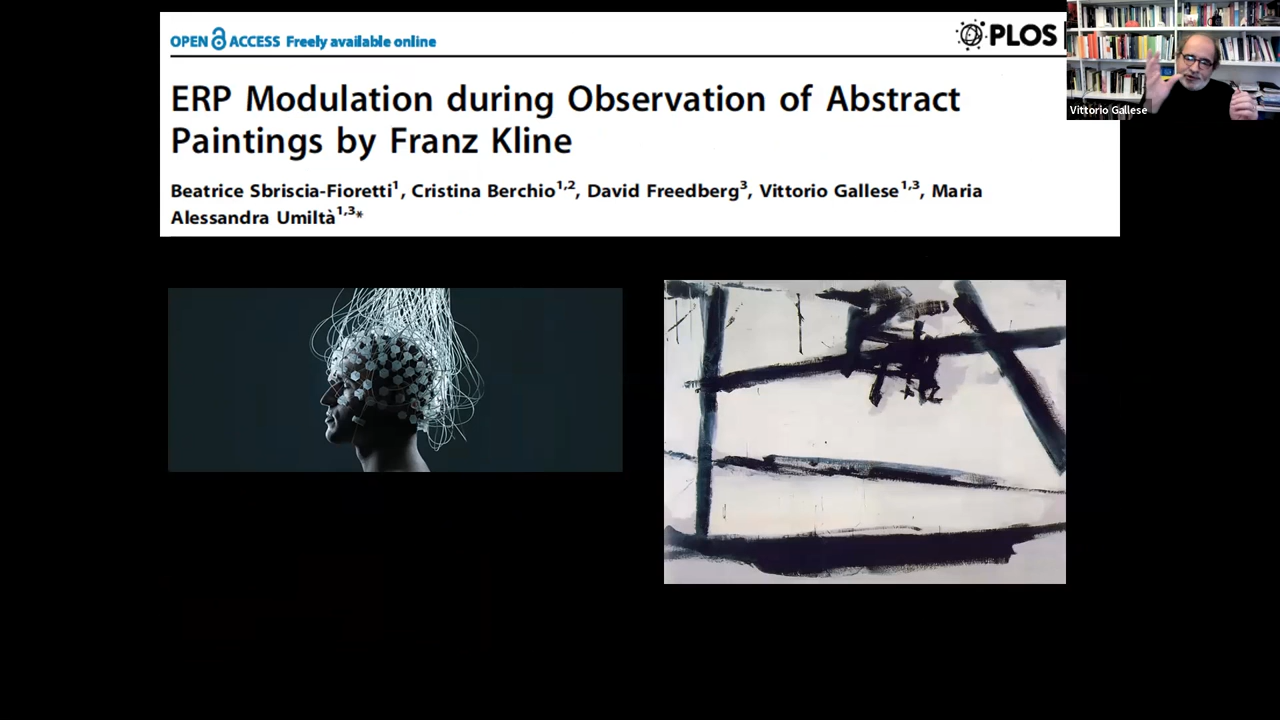 OPEN ACCESS Freely available online
PLOS
ERP Modulation during Observation of Abstract
Paintings by Franz Kline
Beatrice Sbriscia-Fioretti1, Cristina Berchio1,2, David Freedberg3, Vittorio Gallese1,3, Maria
Alessandra Umiltà1,3*
Vittorio Gallese